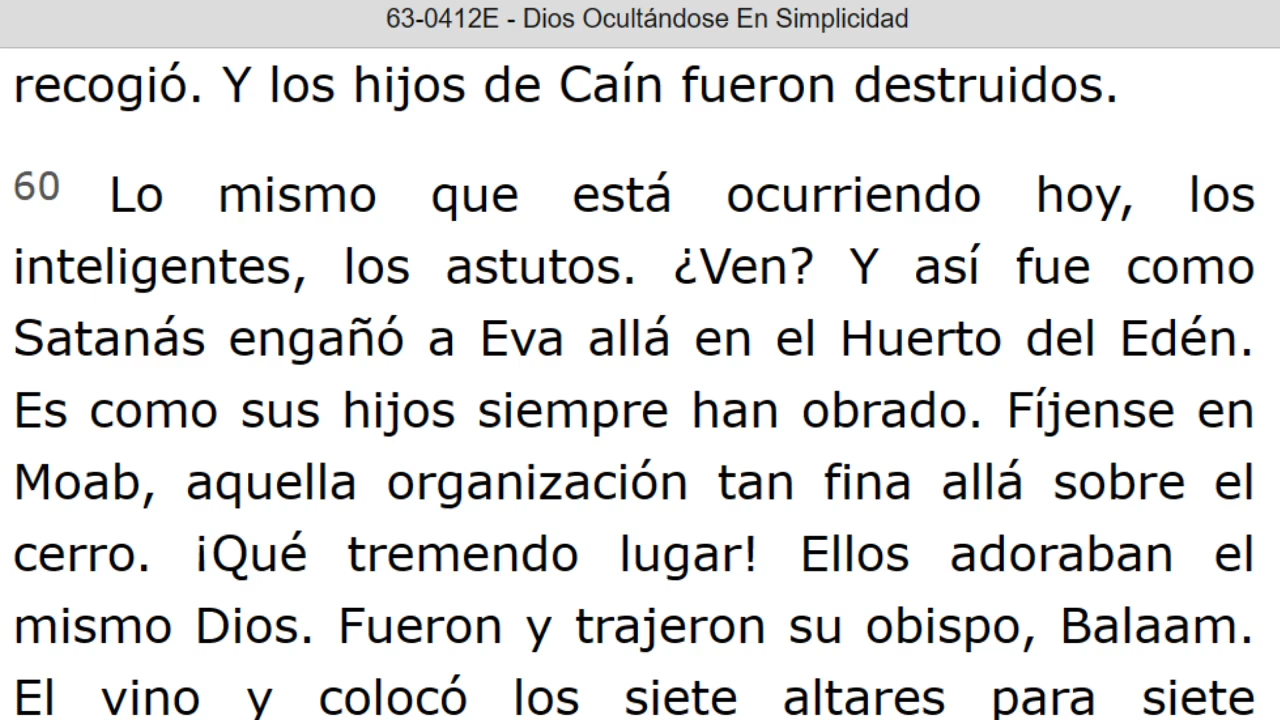 63-0412E - Dios Ocultándose En Simplicidad
recogió. Y los hijos de Caín fueron destruidos.
60 Lo mismo que está ocurriendo hoy, los
inteligentes, los astutos. ¿Ven? Y así fue como
Satanás engañó a Eva allá en el Huerto del Edén.
Es como sus hijos siempre han obrado. Fíjense en
Moab, aquella organización tan fina allá sobre el
cerro. ¡Qué tremendo lugar! Ellos adoraban el
mismo Dios. Fueron y trajeron su obispo, Balaam.
El vino y colocó los siete altares para siete